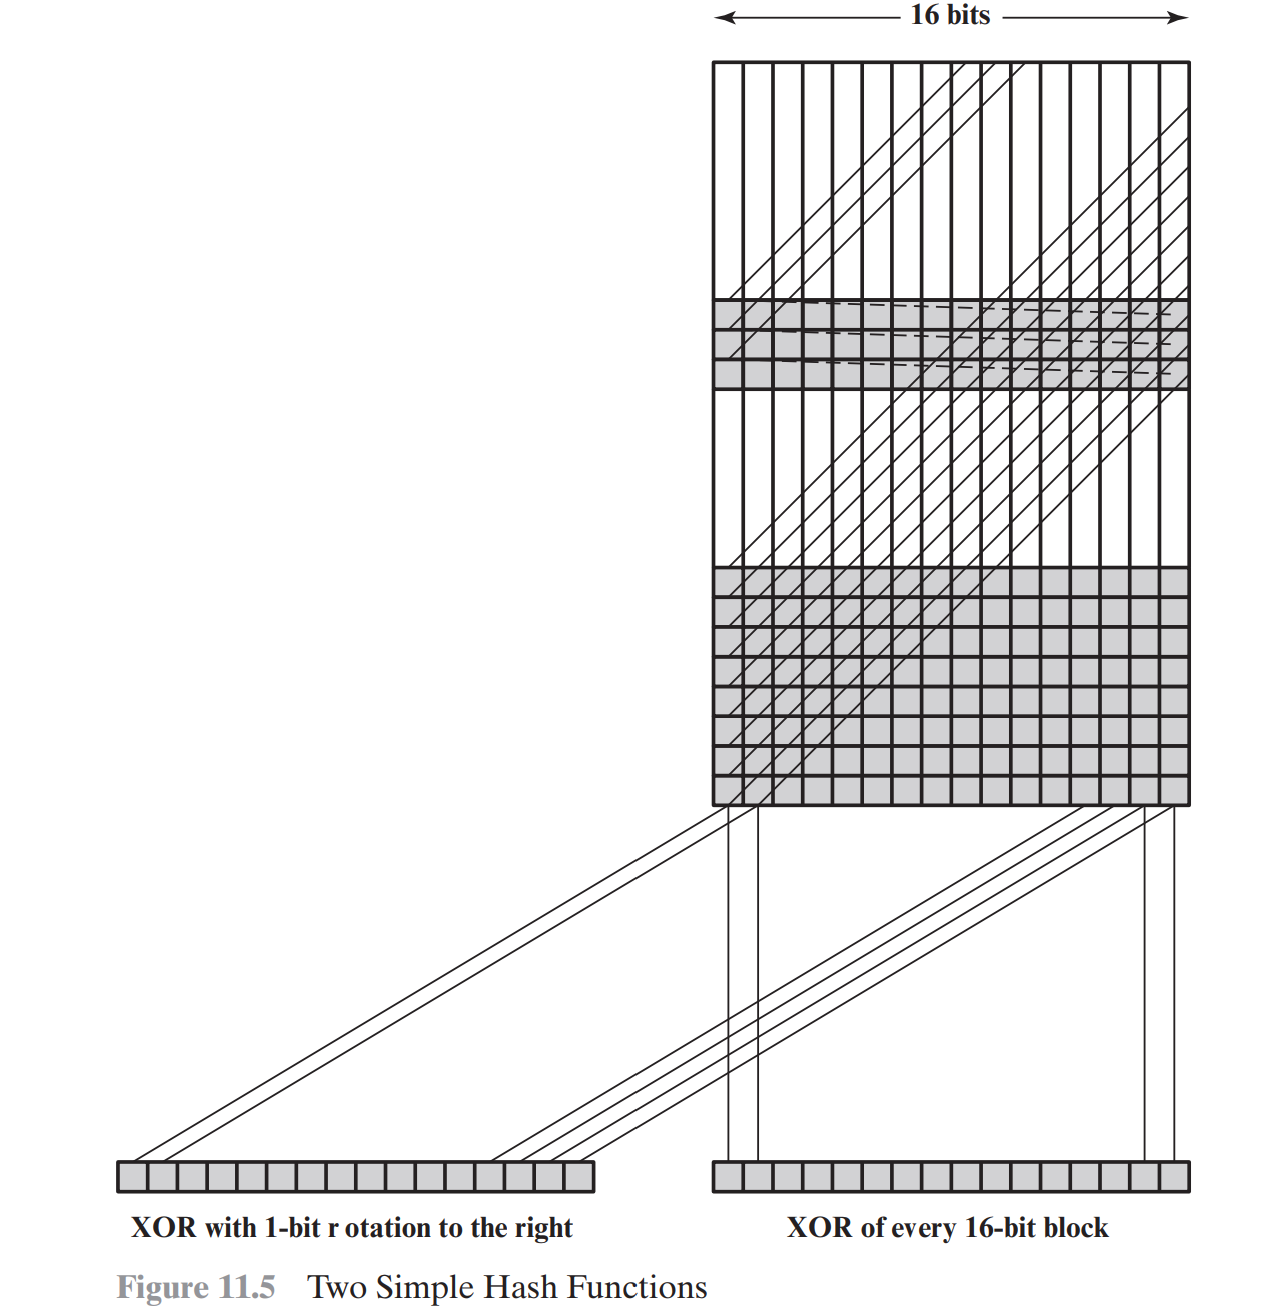 16 bits
XOR with 1-bit r otation to the right
XOR of every 16-bit block
Figure 11.5 Two Simple Hash Functions